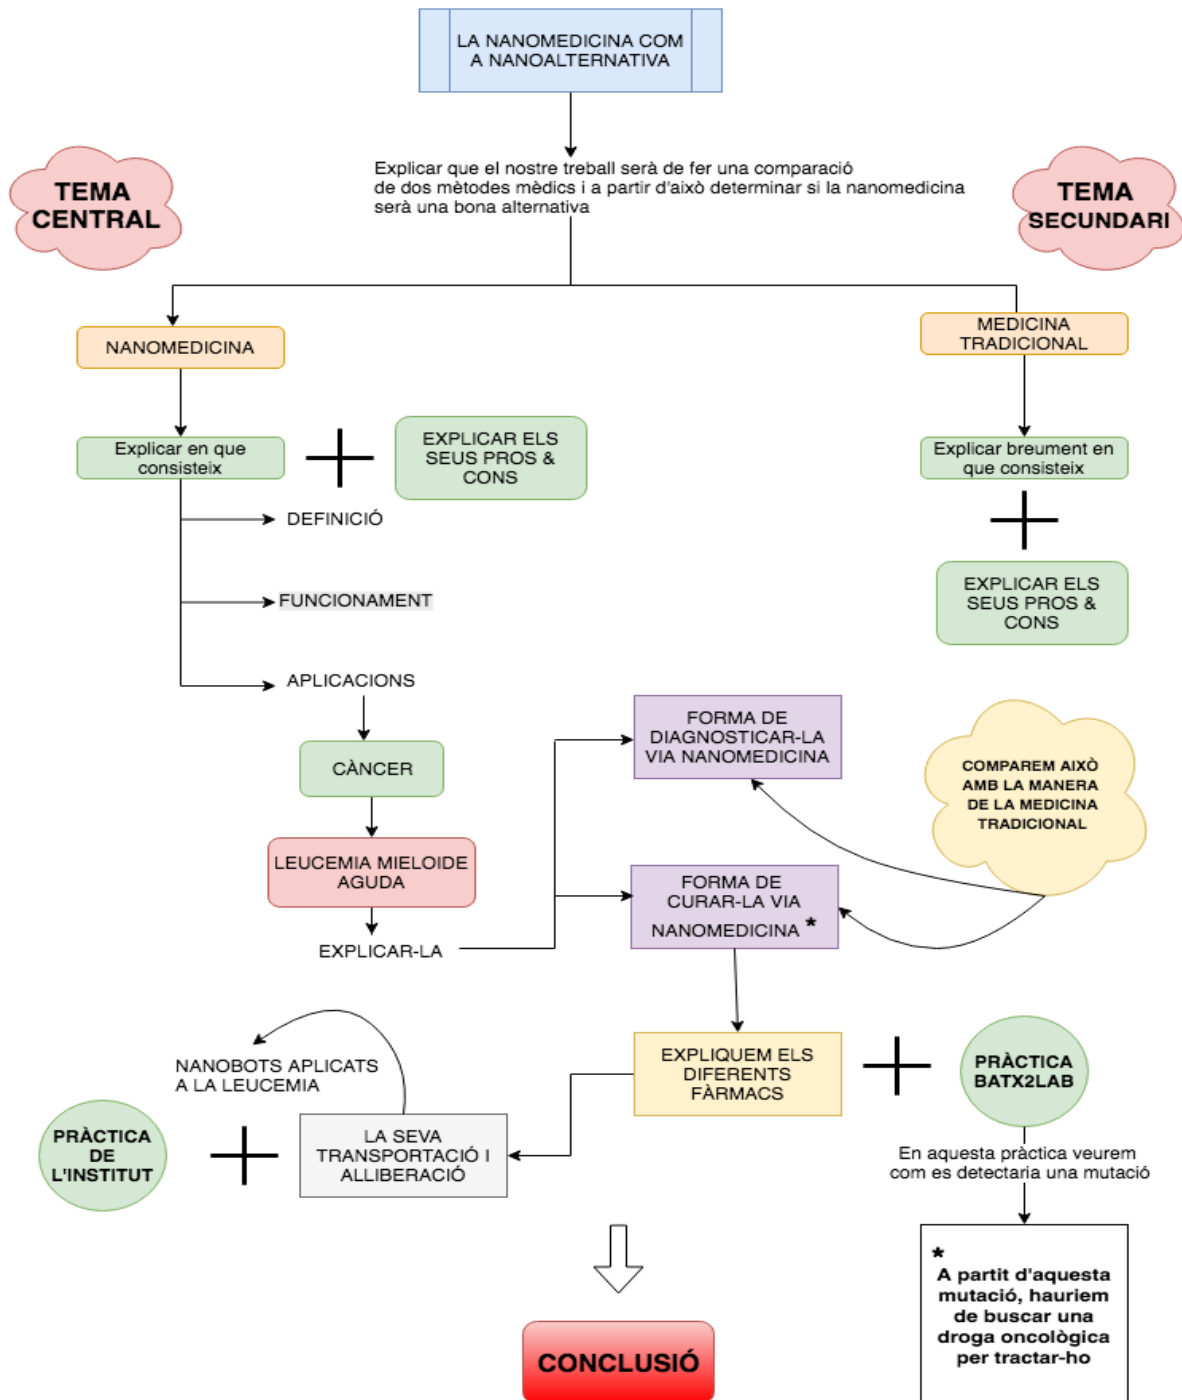 LA NANOMEDICINA COM
A NANOALTERNATIVA
Explicar que el nostre treball serà de fer una comparació
de dos mètodes mèdics i a partir d'això determinar si la nanomedicina
serà una bona alternativa
TEMA
CENTRAL
TEMA
SECUNDARI
NANOMEDICINA
MEDICINA
TRADICIONAL
Explicar en que
consisteix
EXPLICAR ELS
SEUS PROS &
CONS
Explicar breument en
que consisteix
DEFINICIÓ
FUNCIONAMENT
EXPLICAR ELS
SEUS PROS &
CONS
APLICACIONS
CÀNCER
LEUCEMIA MIELOIDE
AGUDA
EXPLICAR-LA
FORMA DE
DIAGNOSTICAR-LA
VIA NANOMEDICINA
COMPAREM AIXÒ
AMB LA MANERA
DE LA MEDICINA
TRADICIONAL
FORMA DE
CURAR-LA VIA
NANOMEDICINA *
EXPLIQUEM ELS
DIFERENTS
FÀRMACS
PRÀCTICA
BATX2LAB
NANOBOTS APLICATS
A LA LEUCEMIA
LA SEVA
TRANSPORTACIÓ I
ALLIBERACIÓ
PRÀCTICA
DE
L'INSTITUT
En aquesta pràctica veurem
com es detectaria una mutació
*
A partit d'aquesta
mutació, hauriem
de buscar una
droga oncològica
per tractar-ho
CONCLUSIÓ